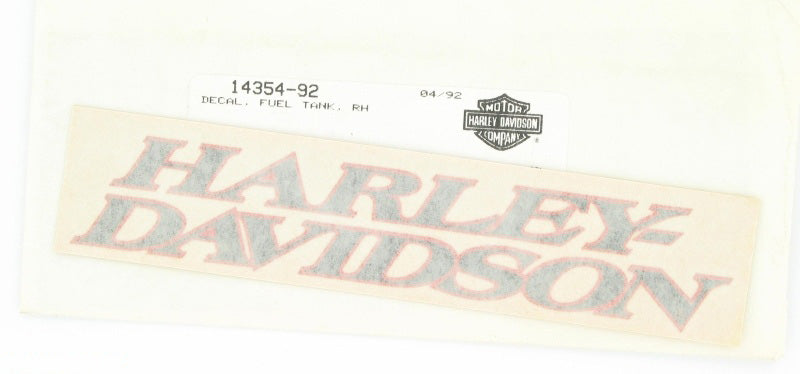 14354-92
04/92
DECAL, FUEL TANK, RH
MOTOR
HARLEY DAVIDSON
COMPANY
®
HARLEY-
DAVIDSON